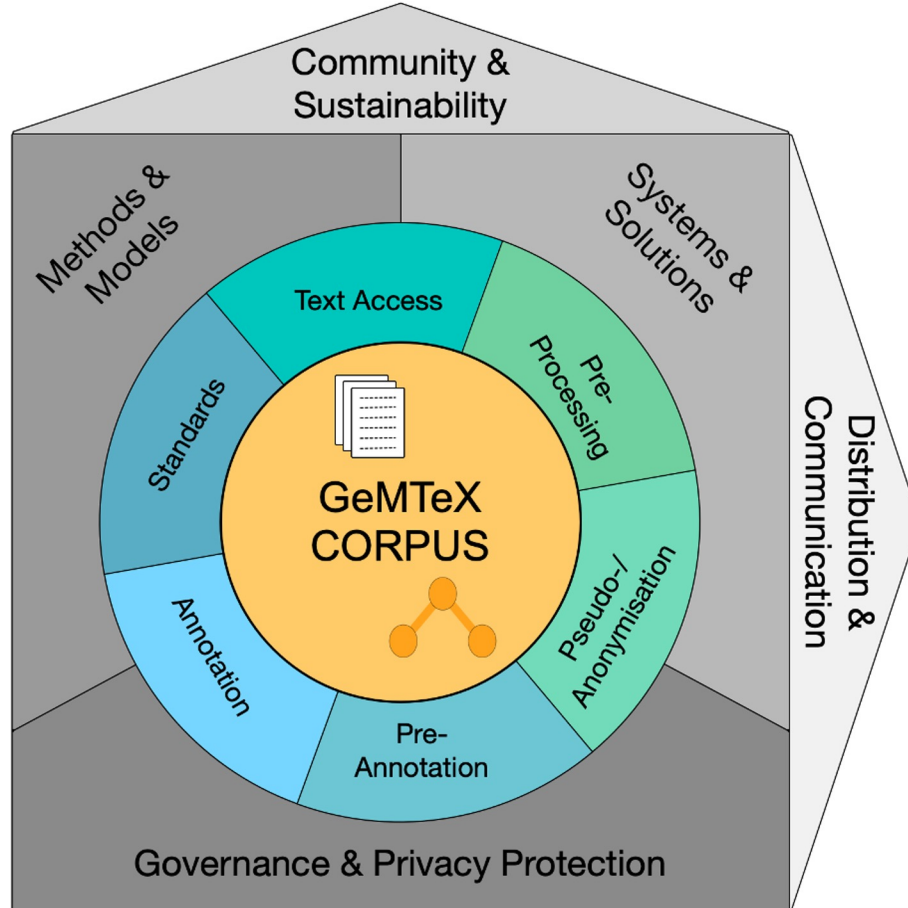 Community &
Sustainability
Methods &
Models
Systems &
Solutions
Text Access
Pre-
Processing
Standards
GeMTeX
CORPUS
Distribution &
Communication
Pseudo-/
Anonymisation
Annotation
Pre-
Annotation
Governance & Privacy Protection